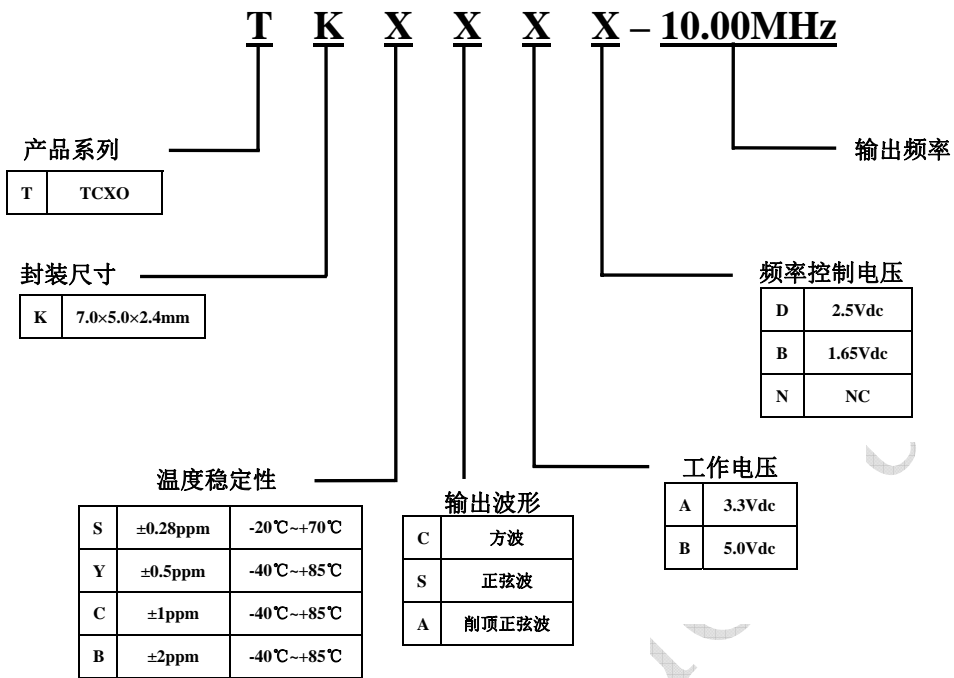 T K X X X X – 10.00MHz
产品系列
T TCXO
输出频率
封装尺寸
K 7.0×5.0×2.4mm
频率控制电压
D 2.5Vdc
B 1.65Vdc
N NC
温度稳定性
S ±0.28ppm -20℃~+70℃
Y ±0.5ppm -40℃~+85℃
C ±1ppm -40℃~+85℃
B ±2ppm -40℃~+85℃
输出波形
C 方波
S 正弦波
A 削顶正弦波
工作电压
A 3.3Vdc
B 5.0Vdc